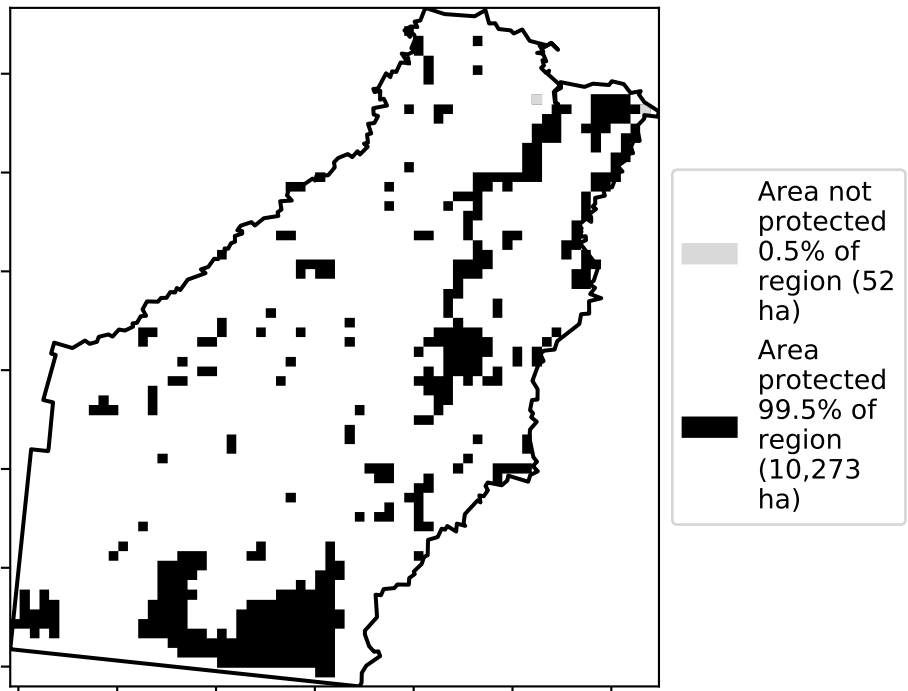 Area not
protected
0.5% of
region (52
ha)
Area
protected
99.5% of
region
(10,273
ha)